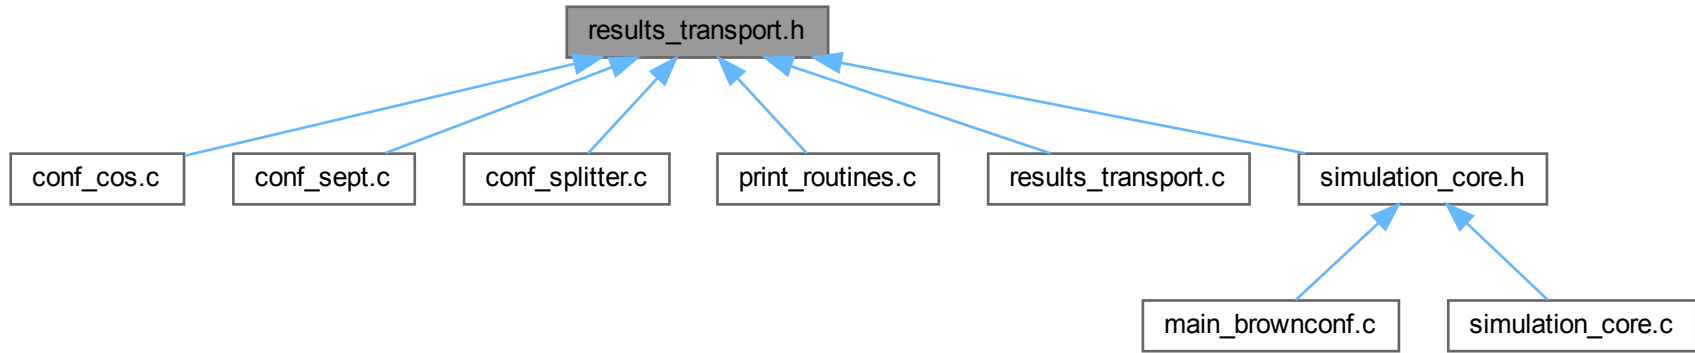 results_transport.h
conf_cos.c
conf_sept.c
conf_splitter.c
print_routines.c
results_transport.c
simulation_core.h
main_brownconf.c
simulation_core.c